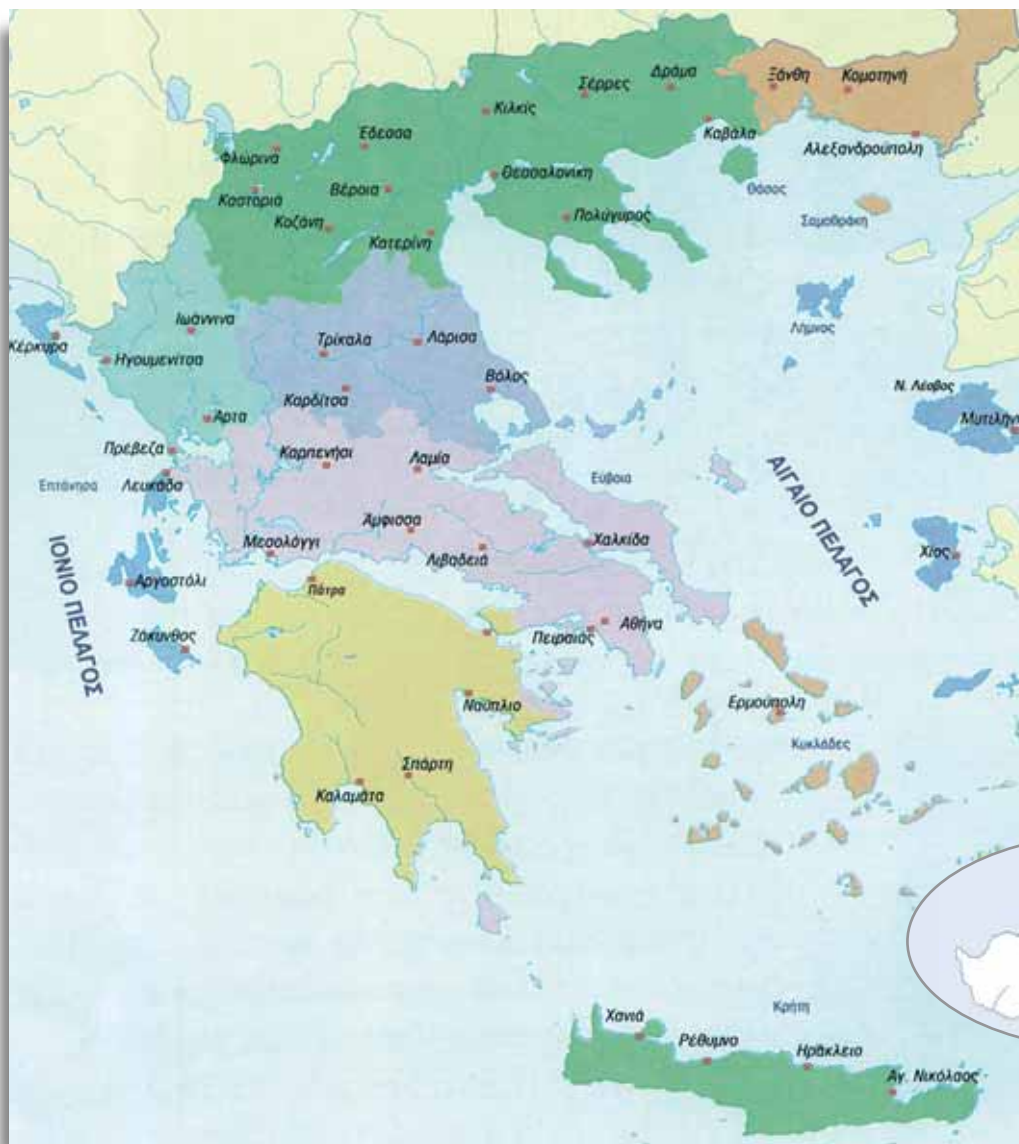 Δράμα
Ξάνθη
Κομοτηνή
Σέρρες
Κιλκίς
Καβάλα
Αλεξανδρούπολη
Έδεσσα
Φλώρινα
Θεσσαλονίκη
Θάσος
Καστοριά
Βέροια
Σαμοθράκη
Πολύγυρος
Κοζάνη
Κατερίνη
Ιωάννινα
Λήμνος
Κέρκυρα
Τρίκαλα
Λάρισα
Ηγουμενίτσα
Βόλος
Ν. Λέσβος
Καρδίτσα
Άρτα
Μυτιλήν
Πρέβεζα
Καρπενήσι
Λαμία
Επτάνησα
Λευκάδα
Εύβοια
ΑΙΓΑΙΟ ΠΕΛΑΓΟΣ
Άμφισσα
Μεσολόγγι
Λιβαδειά
Χαλκίδα
Χίος
ΙΟΝΙΟ ΠΕΛΑΓΟΣ
Αργοστόλι
Πάτρα
Αθήνα
Ζάκυνθος
Πειραιάς
Ναύπλιο
Ερμούπολη
Κυκλάδες
Σπάρτη
Καλαμάτα
Κρήτη
Χανιά
Ρέθυμνο
Ηράκλειο
Αγ. Νικόλαος